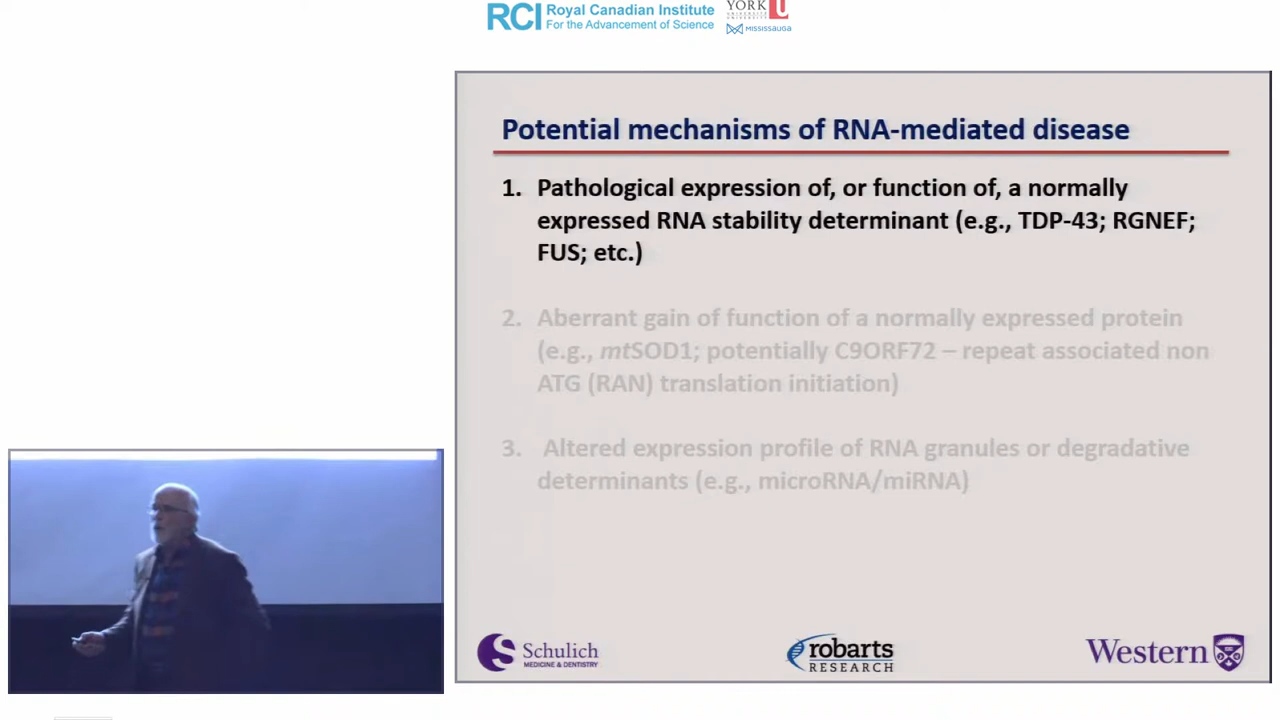 RCI Royal Canadian Institute
For the Advancement of Science
YORK U
UNIVERSITÉ
UNIVERSITY
MISSISSAUGA
Potential mechanisms of RNA-mediated disease
1. Pathological expression of, or function of, a normally
expressed RNA stability determinant (e.g., TDP-43; RGNEF;
FUS; etc.)
2. Aberrant gain of function of a normally expressed protein
(e.g., mtSOD1; potentially C9ORF72 – repeat associated non
ATG (RAN) translation initiation)
3. Altered expression profile of RNA granules or degradative
determinants (e.g., microRNA/miRNA)
Schulich
MEDICINE & DENTISTRY
robarts
RESEARCH
Western